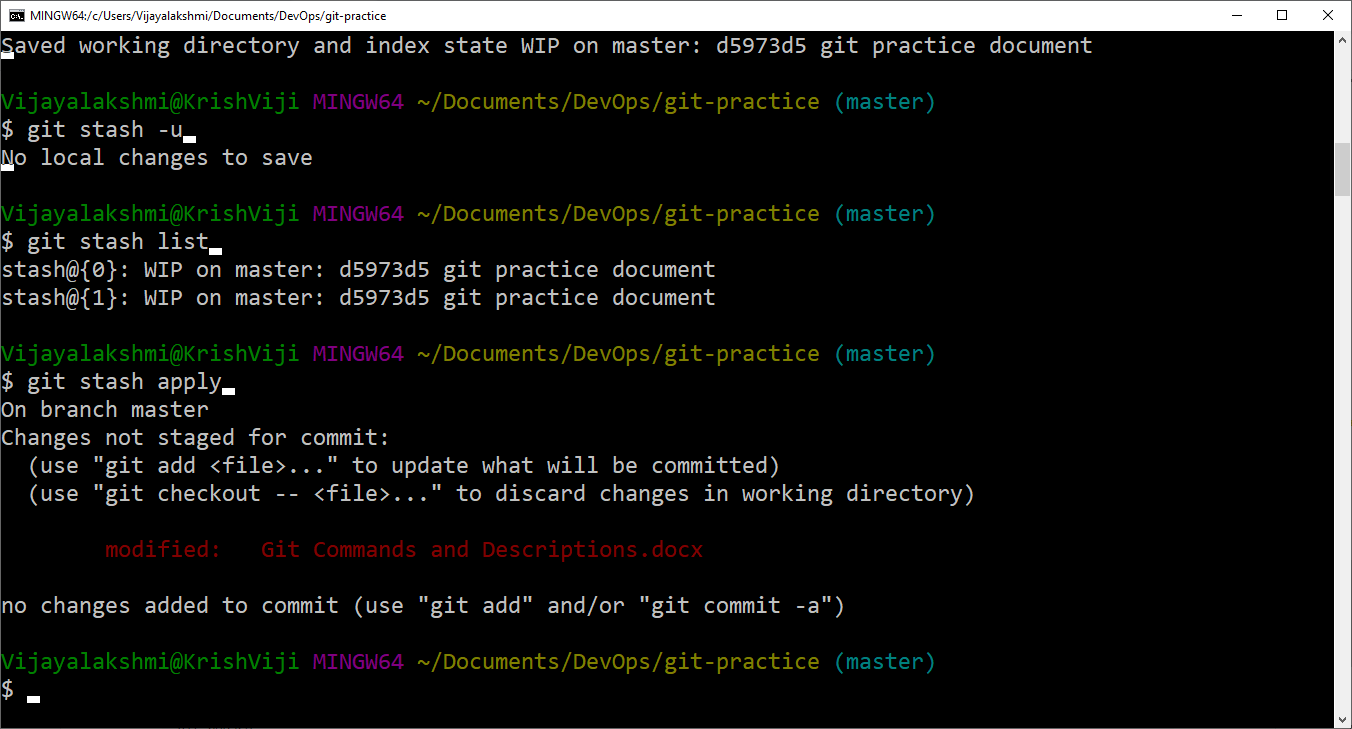 MINGW64:/c/Users/Vijayalakshmi/Documents/DevOps/git-practice
Saved working directory and index state WIP on master: d5973d5 git practice document
Vijayalakshmi@KrishViji MINGW64 ~/Documents/DevOps/git-practice (master)
$ git stash -u
No local changes to save
Vijayalakshmi@KrishViji MINGW64 ~/Documents/DevOps/git-practice (master)
$ git stash list
stash@{0}: WIP on master: d5973d5 git practice document
stash@{1}: WIP on master: d5973d5 git practice document
Vijayalakshmi@KrishViji MINGW64 ~/Documents/DevOps/git-practice (master)
$ git stash apply
On branch master
Changes not staged for commit:
  (use "git add <file>..." to update what will be committed)
  (use "git checkout -- <file>..." to discard changes in working directory)
        modified:   Git Commands and Descriptions.docx
no changes added to commit (use "git add" and/or "git commit -a")
Vijayalakshmi@KrishViji MINGW64 ~/Documents/DevOps/git-practice (master)
$